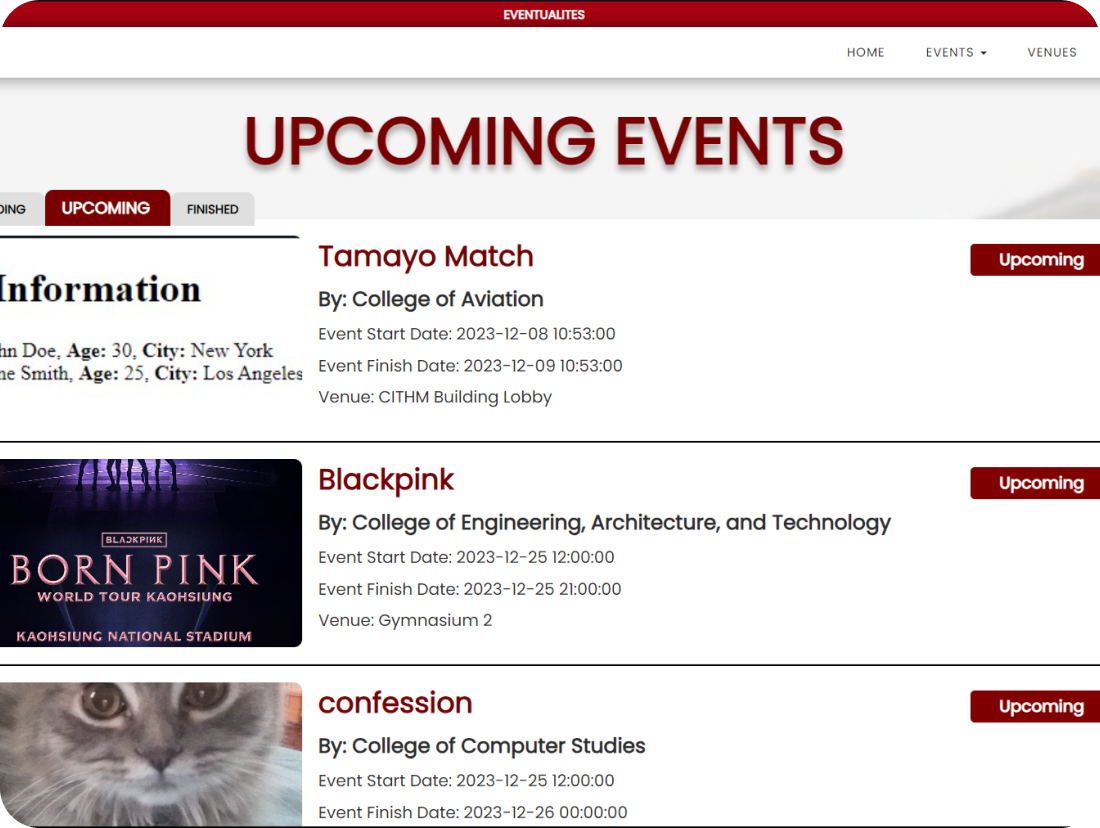 EVENTUALITES
HOME EVENTS VENUES
UPCOMING EVENTS
UPCOMING FINISHED
Information
Doe, Age: 30, City: New York
Smith, Age: 25, City: Los Angeles
Tamayo Match
Upcoming
By: College of Aviation
Event Start Date: 2023-12-08 10:53:00
Event Finish Date: 2023-12-09 10:53:00
Venue: CITHM Building Lobby
BLACKPINK
BORN PINK
WORLD TOUR KAOHSIUNG
KAOHSIUNG NATIONAL STADIUM
Blackpink
Upcoming
By: College of Engineering, Architecture, and Technology
Event Start Date: 2023-12-25 12:00:00
Event Finish Date: 2023-12-25 21:00:00
Venue: Gymnasium 2
confession
Upcoming
By: College of Computer Studies
Event Start Date: 2023-12-25 12:00:00
Event Finish Date: 2023-12-26 00:00:00